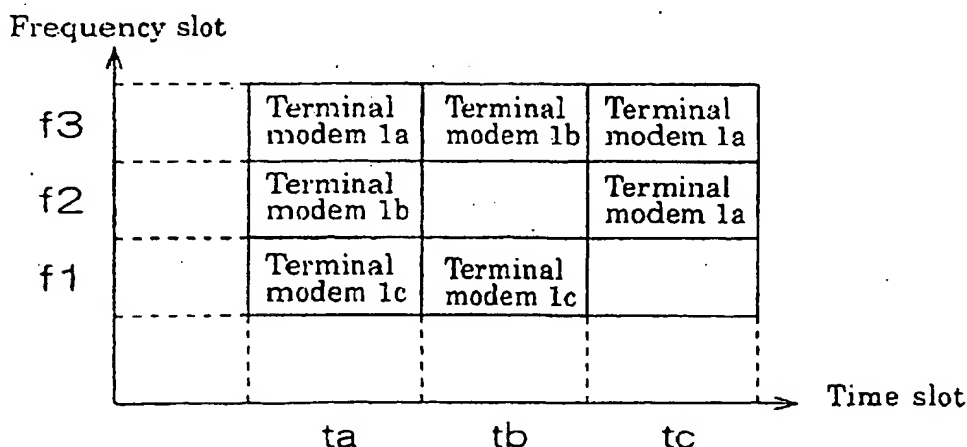 Frequency slot
f3
Terminal
modem 1a
Terminal
modem 1b
Terminal
modem 1a
f2
Terminal
modem 1b
Terminal
modem 1a
f1
Terminal
modem 1c
Terminal
modem 1c
Time slot
ta
tb
tc